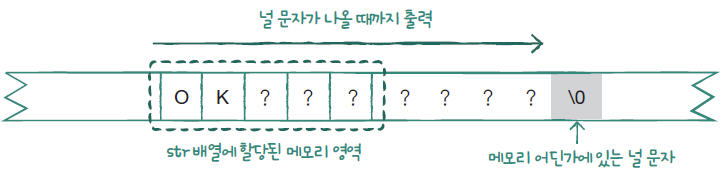 널 문자가 나올 때까지 출력
O K ? ? ? ? ? ? ? \0
str 배열에 할당된 메모리 영역
메모리 어딘가에 있는 널 문자